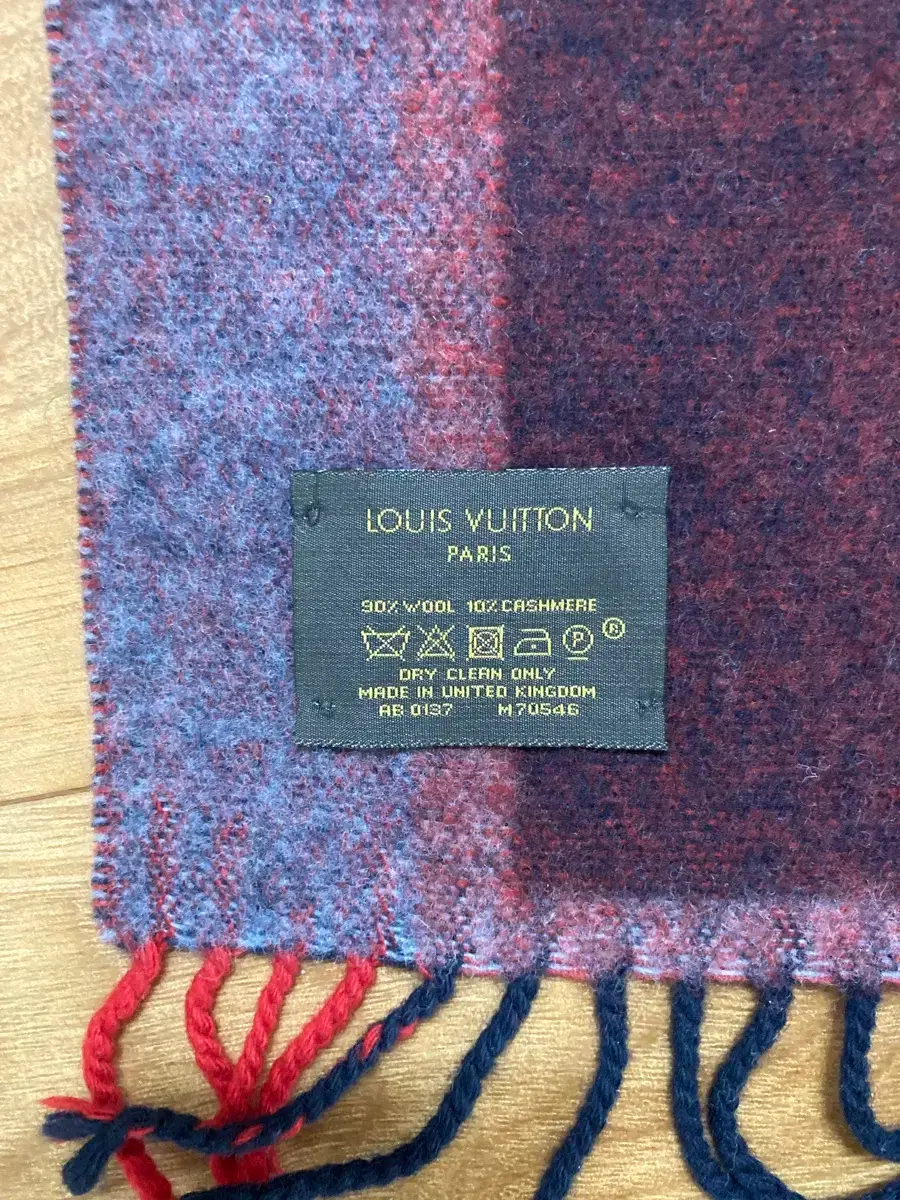 LOUIS VUITTON
PARIS
90% WOOL 10% CASHMERE
P ®
DRY CLEAN ONLY
MADE IN UNITED KINGDOM
AB 0137 M70546